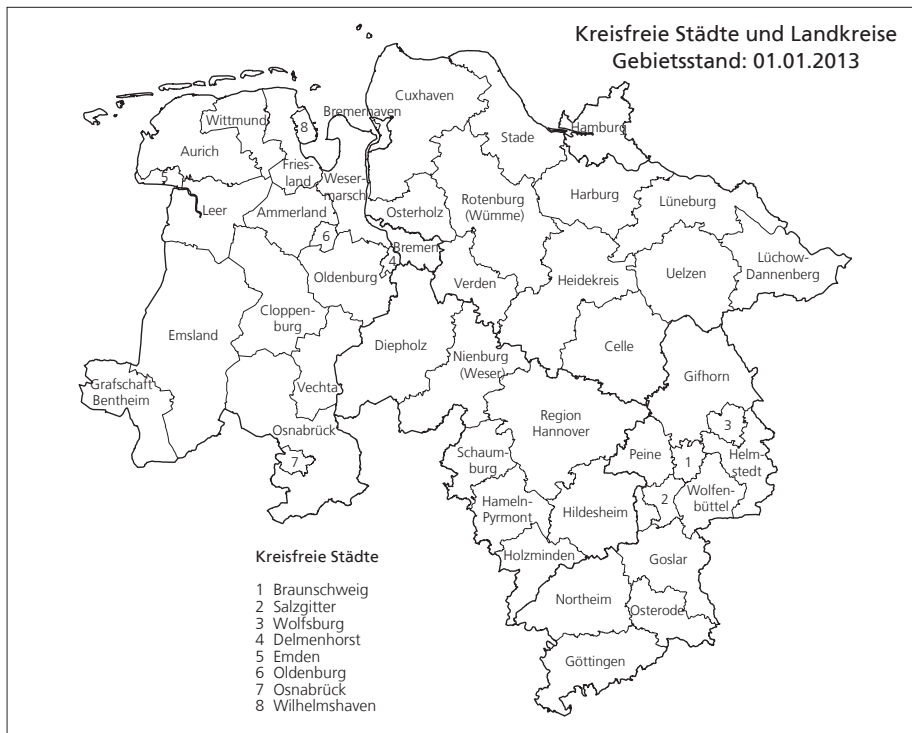 Kreisfreie Städte und Landkreise
Gebietsstand: 01.01.2013
Cuxhaven
Wittmund
8
Bremerhaven
Hamburg
Stade
Aurich
Fries-
land
Weser-
marsch
5
Harburg
Lüneburg
Leer
Ammerland
Osterholz
Rotenburg
(Wümme)
6
Bremen
4
Lüchow-
Dannenberg
Oldenburg
Verden
Heidekreis
Uelzen
Cloppen-
burg
Emsland
Diepholz
Nienburg
(Weser)
Celle
Gifhorn
Grafschaft
Bentheim
Vechta
Region
Hannover
3
Osnabrück
7
Schaum-
burg
Peine
1
Helm-
stedt
Hameln-
Pyrmont
Hildesheim
2
Wolfen-
büttel
Holzminden
Goslar
Northeim
Osterode
Göttingen
Kreisfreie Städte
1 Braunschweig
2 Salzgitter
3 Wolfsburg
4 Delmenhorst
5 Emden
6 Oldenburg
7 Osnabrück
8 Wilhelmshaven